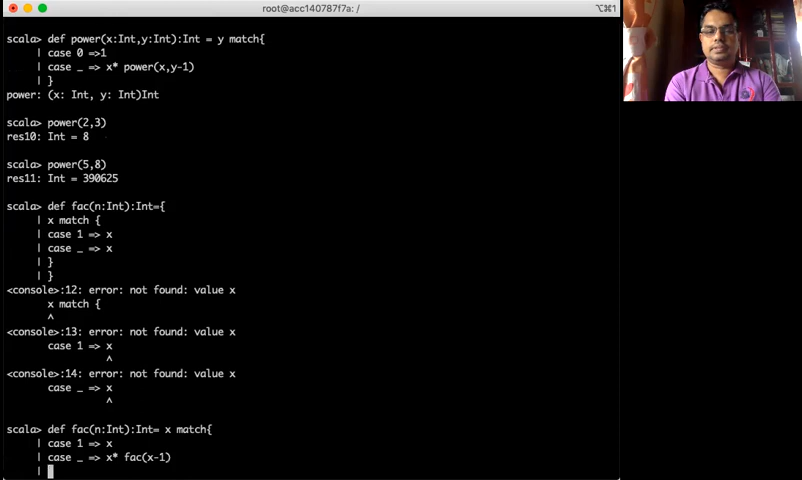 root@acc140787f7a: /
⌥⌘1
scala> def power(x:Int,y:Int):Int = y match{
| case 0 =>1
| case _ => x* power(x,y-1)
| }
power: (x: Int, y: Int)Int
scala> power(2,3)
res10: Int = 8
scala> power(5,8)
res11: Int = 390625
scala> def fac(n:Int):Int={
| x match {
| case 1 => x
| case _ => x
| }
| }
<console>:12: error: not found: value x
x match {
^
<console>:13: error: not found: value x
case 1 => x
^
<console>:14: error: not found: value x
case _ => x
^
scala> def fac(n:Int):Int= x match{
| case 1 => x
| case _ => x* fac(x-1)
|